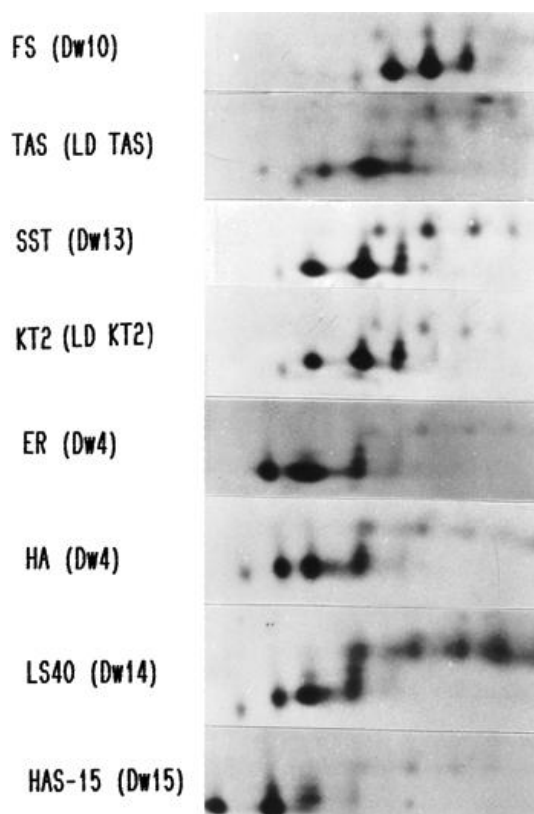 FS (Dw10)
TAS (LD TAS)
SST (Dw13)
KT2 (LD KT2)
ER (Dw4)
HA (Dw4)
LS40 (Dw14)
HAS-15 (Dw15)